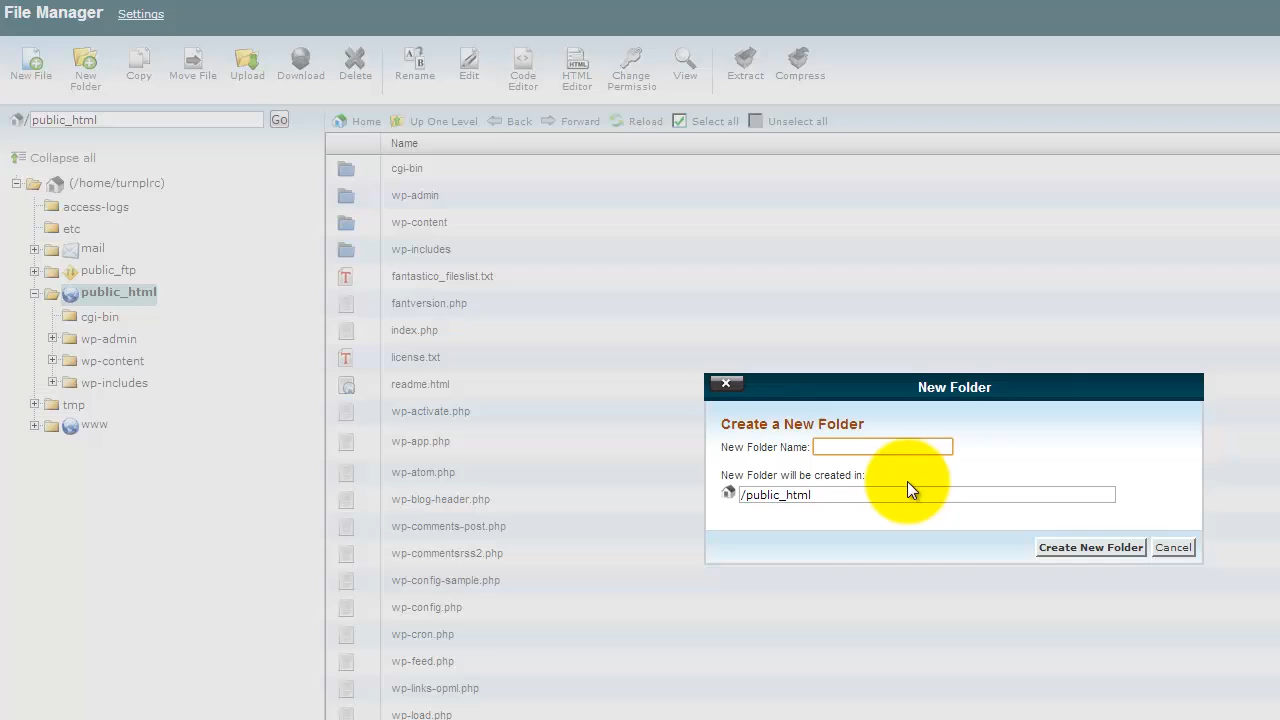 File Manager Settings
New File New Folder Copy Move File Upload Download Delete Rename Edit Code Editor HTML Editor Change Permissio View Extract Compress
/ public_html Go
Home Up One Level Back Forward Reload Select all Unselect all
Collapse all
(/home/turnplrc)
access-logs
etc
mail
public_ftp
public_html
cgi-bin
wp-admin
wp-content
wp-includes
tmp
www
Name
cgi-bin
wp-admin
wp-content
wp-includes
fantastico_fileslist.txt
fantversion.php
index.php
license.txt
readme.html
wp-activate.php
wp-app.php
wp-atom.php
wp-blog-header.php
wp-comments-post.php
wp-commentsrss2.php
wp-config-sample.php
wp-config.php
wp-cron.php
wp-feed.php
wp-links-opml.php
wp-load.php
New Folder
Create a New Folder
New Folder Name:
New Folder will be created in:
/public_html
Create New Folder Cancel